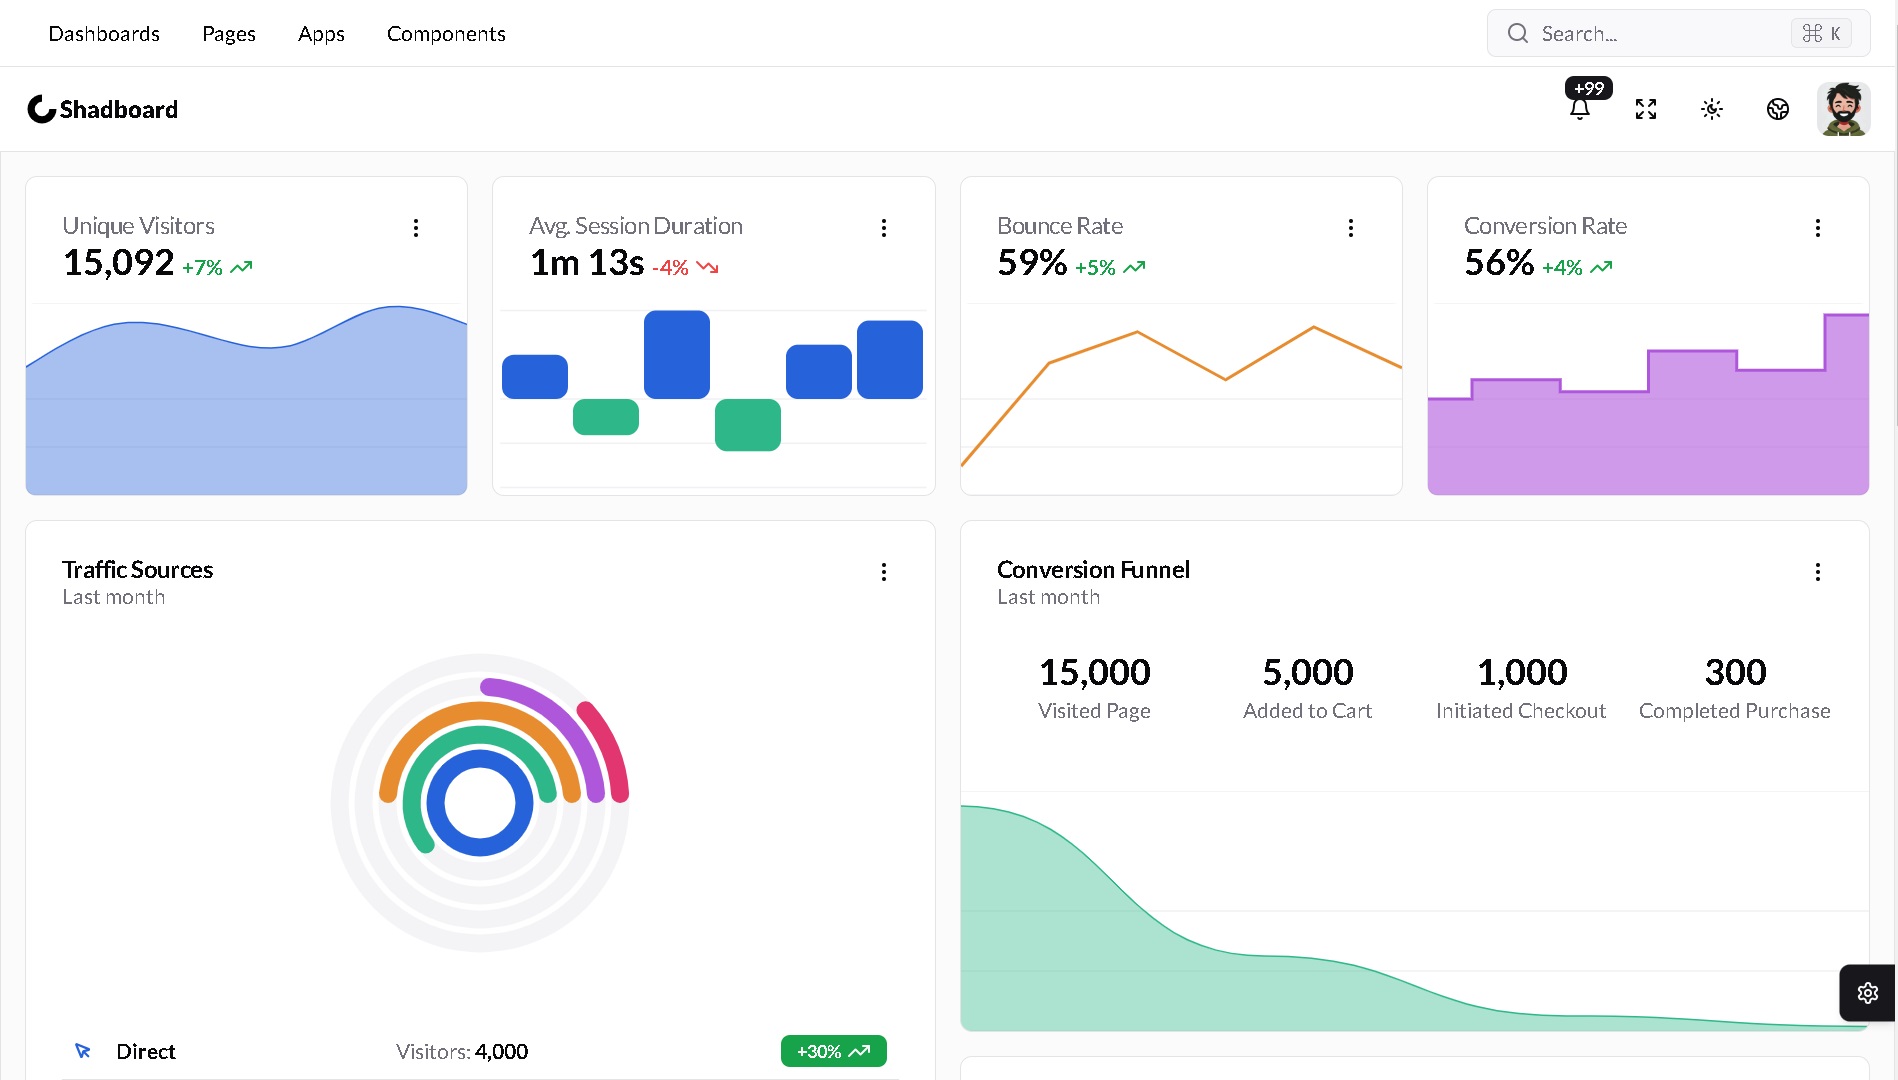 Dashboards Pages Apps Components Search... ⌘ K
Shadboard +99
Unique Visitors
15,092 +7%
Avg. Session Duration
1m 13s -4%
Bounce Rate
59% +5%
Conversion Rate
56% +4%
Traffic Sources
Last month
Direct Visitors: 4,000 +30%
Conversion Funnel
Last month
15,000 5,000 1,000 300
Visited Page Added to Cart Initiated Checkout Completed Purchase